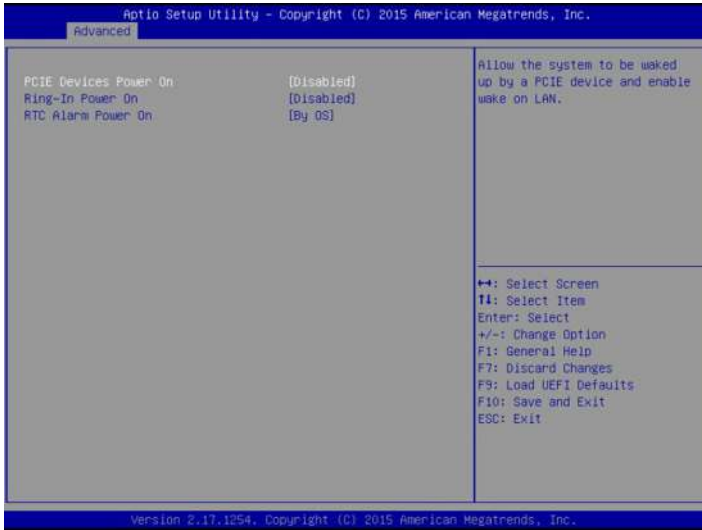 Aptio Setup Utility - Copyright (C) 2015 American Megatrends, Inc.
Advanced
PCIE Devices Power On [Disabled]
Ring-In Power On [Disabled]
RTC Alarm Power On [By OS]
Allow the system to be waked
up by a PCIE device and enable
wake on LAN.
↔: Select Screen
↑↓: Select Item
Enter: Select
+/-: Change Option
F1: General Help
F7: Discard Changes
F9: Load UEFI Defaults
F10: Save and Exit
ESC: Exit
Version 2.17.1254. Copyright (C) 2015 American Megatrends, Inc.